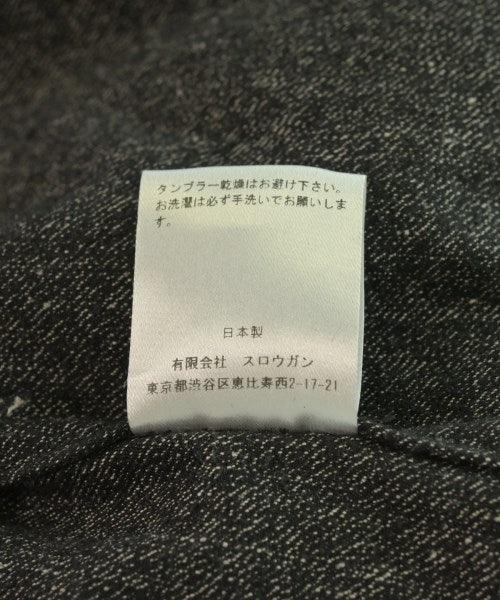 タンブラー乾燥はお避け下さい。
お洗濯は必ず手洗いでお願いしま
す。
日本製
有限会社 スロウガン
東京都渋谷区恵比寿西2-17-21